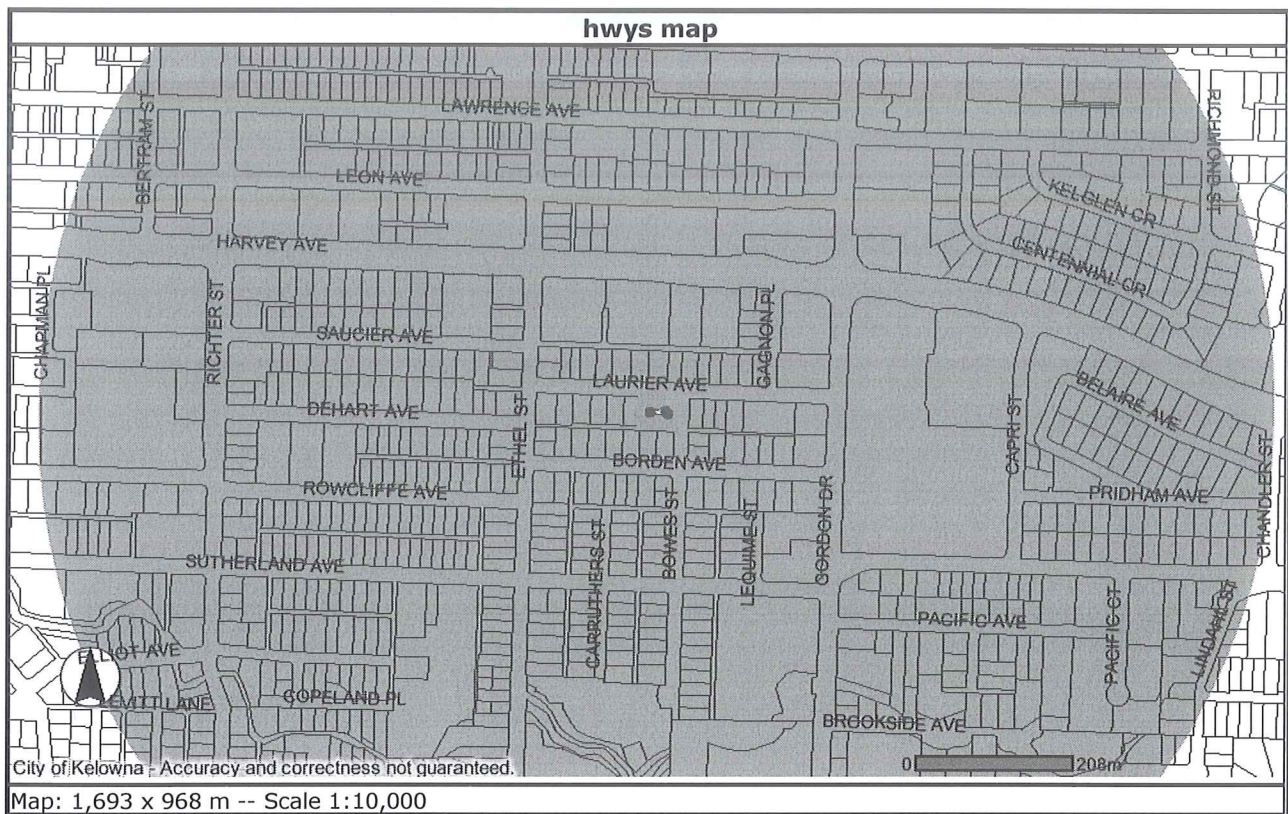 hwys map
LAWRENCE AVE
BERTRAM ST
RICHMOND ST
LEON AVE
KELGLEN CR
HARVEY AVE
CENTENNIAL CR
CHAPMAN PL
RICHTER ST
GAGNON PL
SAUCIER AVE
LAURIER AVE
BELAIRE AVE
DEHART AVE
ETHEL ST
CAPRI ST
BORDEN AVE
CHANDLER ST
ROWCLIFFE AVE
PRIDHAM AVE
BOWES ST
LEQUIME ST
GORDON DR
CARRUTHERS ST
SUTHERLAND AVE
PACIFIC AVE
PACIFIC CT
LINDAHL ST
ELLIOT AVE
LEVITT LANE
COPELAND PL
BROOKSIDE AVE
City of Kelowna - Accuracy and correctness not guaranteed.
0 208m
Map: 1,693 x 968 m -- Scale 1:10,000